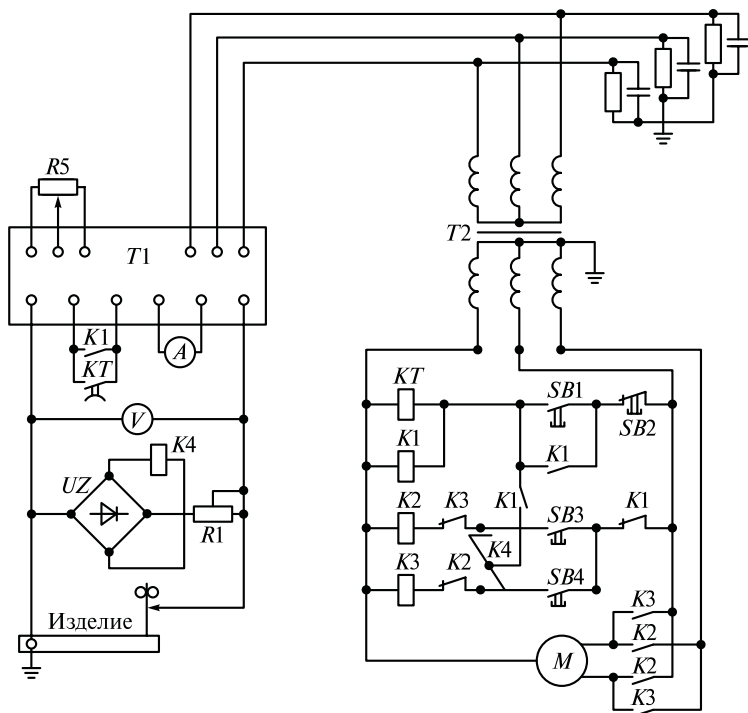 R5
T1
T2
K1
KT
A
V
K4
UZ
R1
Изделие
KT
SB1
SB2
K1
K1
K1
K2
K3
SB3
K1
K4
K3
K2
SB4
K3
K2
M
K2
K3